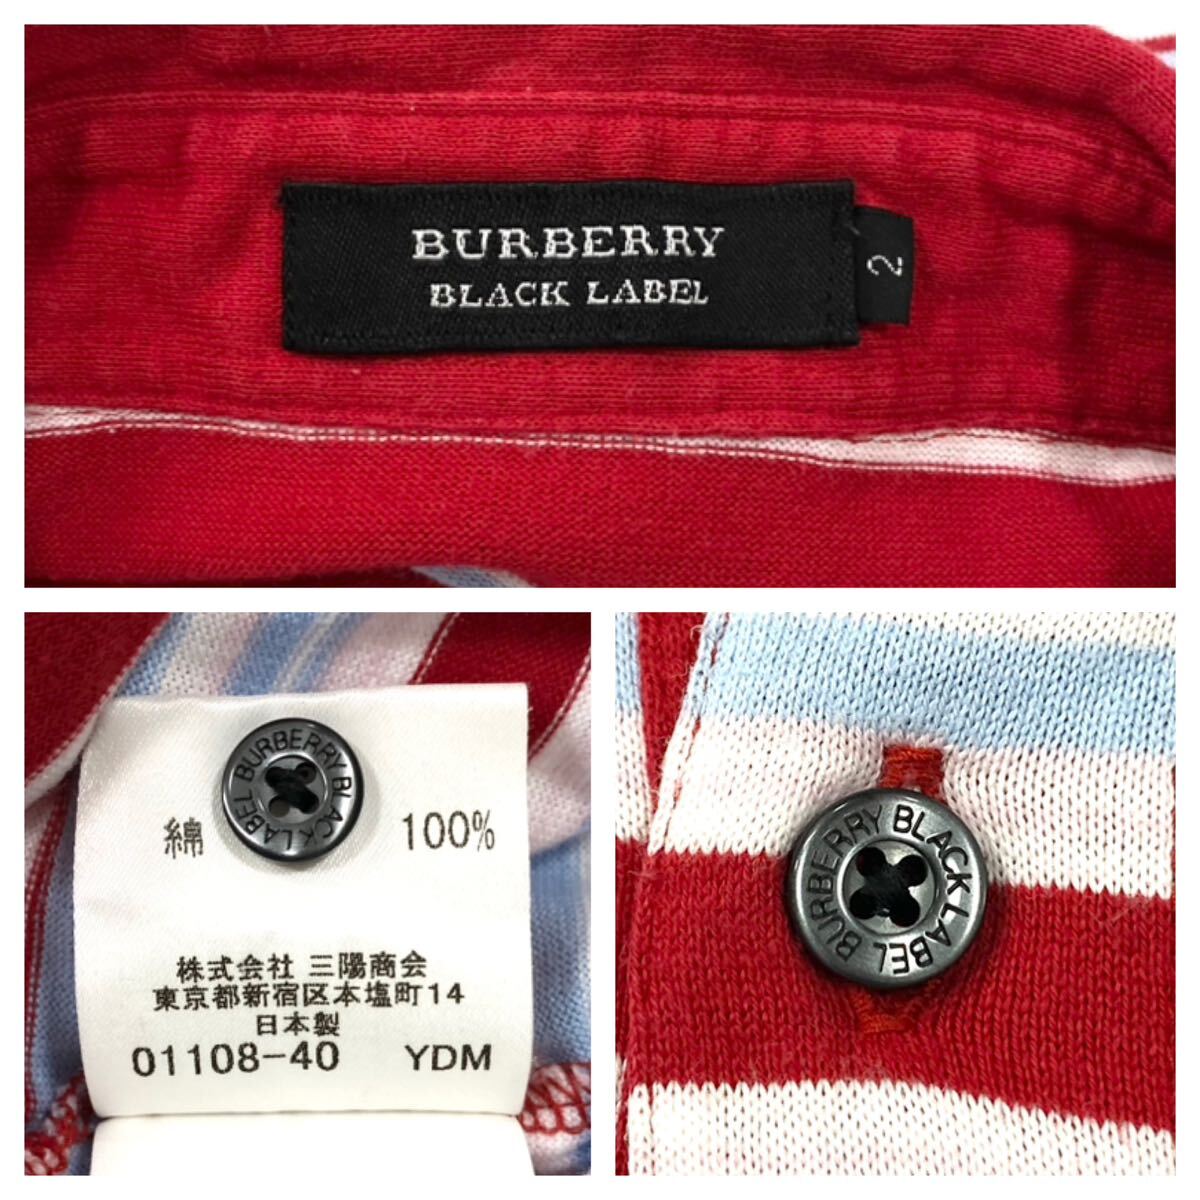 BURBERRY
BLACK LABEL
2
BURBERRY BLACK LABEL
綿 100%
株式会社 三陽商会
東京都新宿区本塩町14
日本製
01108-40 YDM
BURBERRY BLACK LABEL